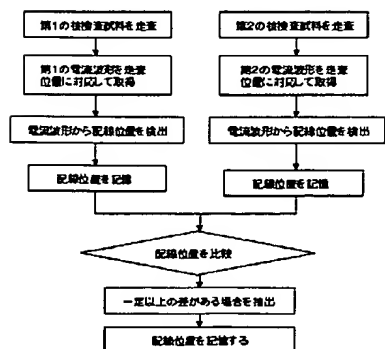 第1の被検査試料を走査
第1の電流波形を走査
位置に対応して取得
電流波形から配線位置を検出
配線位置を記憶
第2の被検査試料を走査
第2の電流波形を走査
位置に対応して取得
電流波形から配線位置を検出
配線位置を記憶
配線位置を比較
一定以上の差がある場合を抽出
配線位置を記憶する